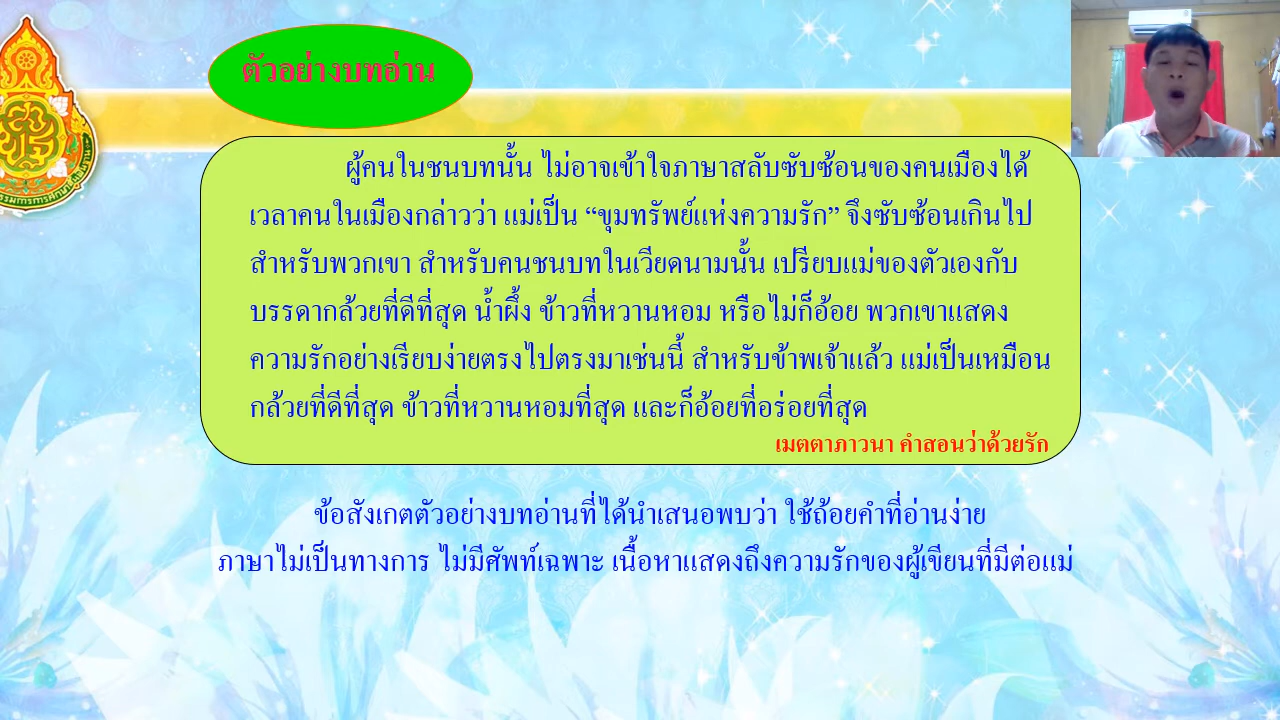 ตัวอย่างบทอ่าน
ผู้คนในชนบทนั้น ไม่อาจเข้าใจภาษาสลับซับซ้อนของคนเมืองได้
เวลาคนในเมืองกล่าวว่า แม่เป็น “ขุมทรัพย์แห่งความรัก” จึงซับซ้อนเกินไป
สำหรับพวกเขา สำหรับคนชนบทในเวียดนามนั้น เปรียบแม่ของตัวเองกับ
บรรดากล้วยที่ดีที่สุด น้ำผึ้ง ข้าวที่หวานหอม หรือไม่ก็อ้อย พวกเขาแสดง
ความรักอย่างเรียบง่ายตรงไปตรงมาเช่นนี้ สำหรับข้าพเจ้าแล้ว แม่เป็นเหมือน
กล้วยที่ดีที่สุด ข้าวที่หวานหอมที่สุด และก็อ้อยที่อร่อยที่สุด
เมตตาภาวนา คำสอนว่าด้วยรัก
ข้อสังเกตตัวอย่างบทอ่านที่ได้นำเสนอพบว่า ใช้ถ้อยคำที่อ่านง่าย
ภาษาไม่เป็นทางการ ไม่มีศัพท์เฉพาะ เนื้อหาแสดงถึงความรักของผู้เขียนที่มีต่อแม่